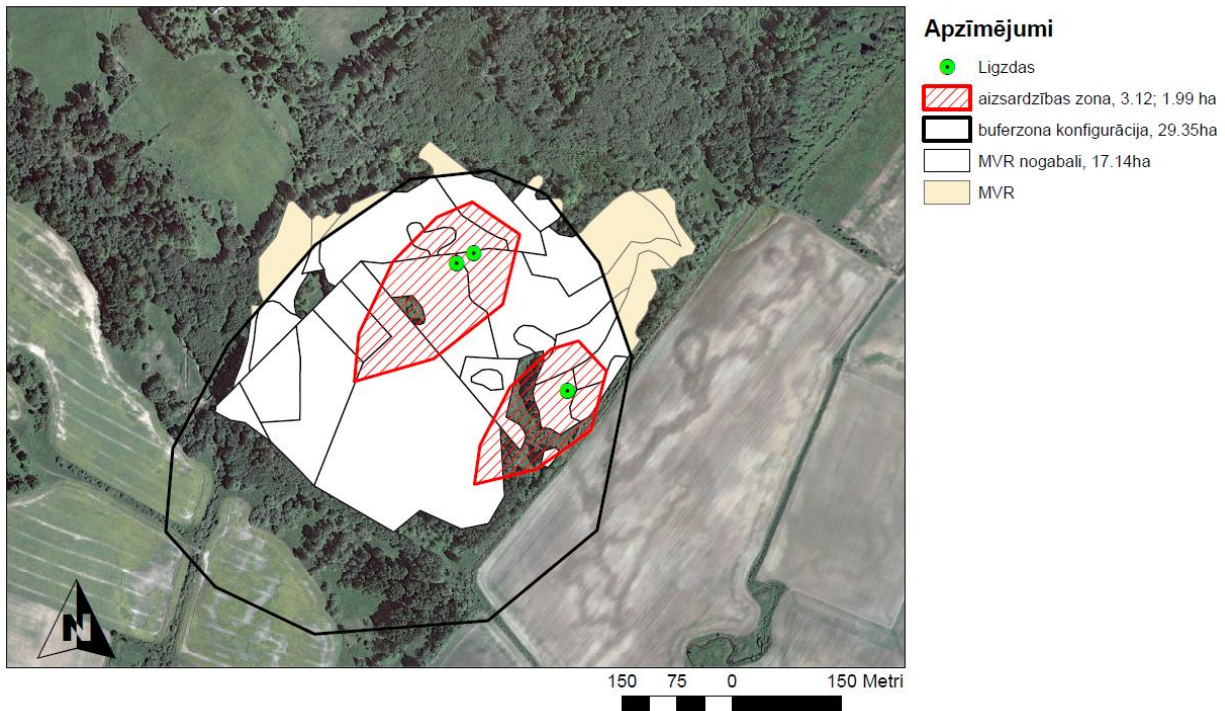 Apzīmējumi
Ligzdas
aizsardzības zona, 3.12; 1.99 ha
buferzona konfigurācija, 29.35ha
MVR nogabali, 17.14ha
MVR
N
150 75 0 150 Metri